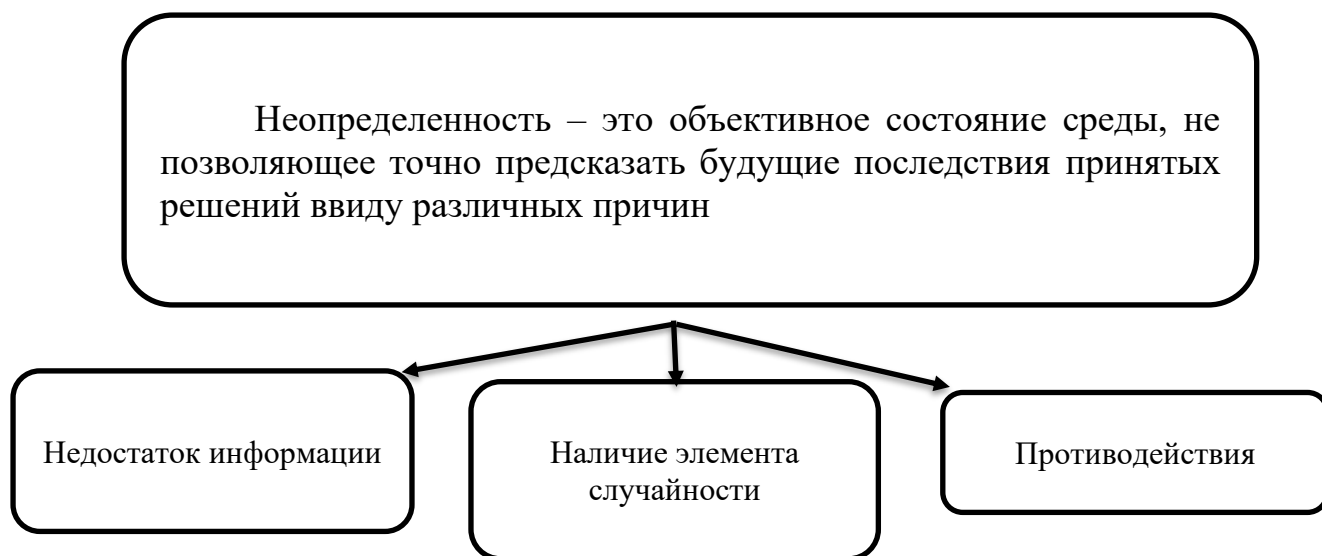 Неопределенность – это объективное состояние среды, не
позволяющее точно предсказать будущие последствия принятых
решений ввиду различных причин
Недостаток информации
Наличие элемента
случайности
Противодействия